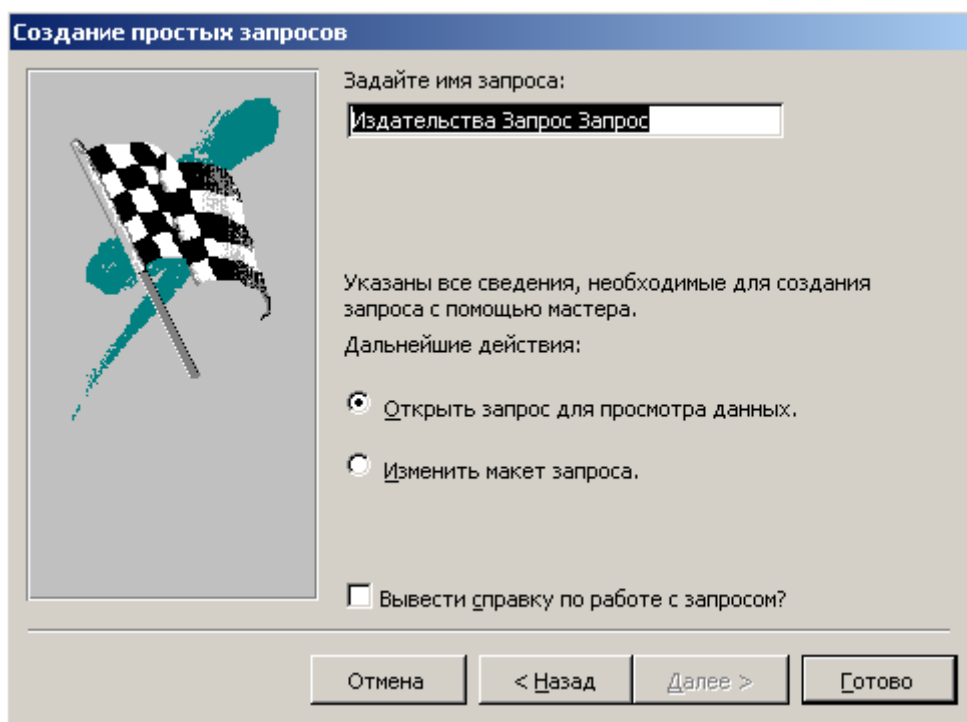 Создание простых запросов
Задайте имя запроса:
Издательства Запрос Запрос
Указаны все сведения, необходимые для создания
запроса с помощью мастера.
Дальнейшие действия:
Открыть запрос для просмотра данных.
Изменить макет запроса.
Вывести справку по работе с запросом?
Отмена
< Назад
Далее >
Готово